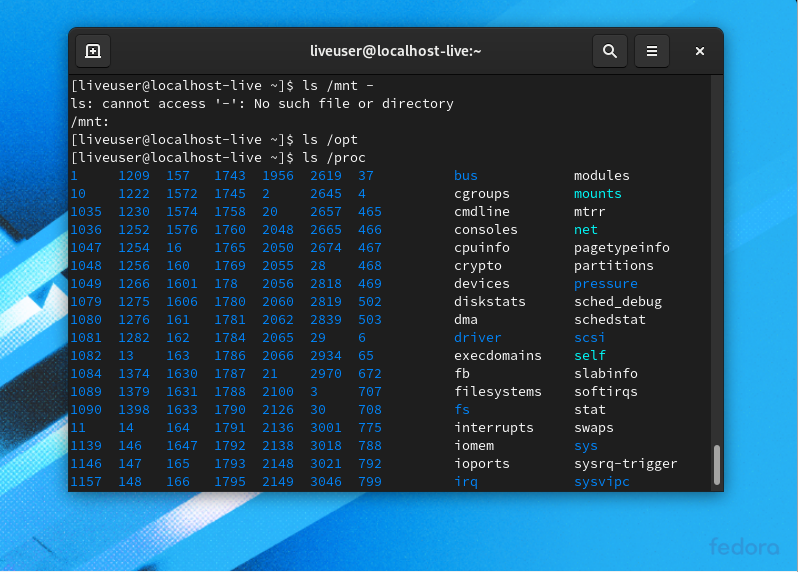 liveuser@localhost-live:~
[liveuser@localhost-live ~]$ ls /mnt -
ls: cannot access '-': No such file or directory
/mnt:
[liveuser@localhost-live ~]$ ls /opt
[liveuser@localhost-live ~]$ ls /proc
1     1209  157   1743  1956  2619  37          bus            modules
10    1222  1572  1745  2     2645  4           cgroups        mounts
1035  1230  1574  1758  20    2657  465         cmdline        mtrr
1036  1252  1576  1760  2048  2665  466         consoles       net
1047  1254  16    1765  2050  2674  467         cpuinfo        pagetypeinfo
1048  1256  160   1769  2055  28    468         crypto         partitions
1049  1266  1601  178   2056  2818  469         devices        pressure
1079  1275  1606  1780  2060  2819  502         diskstats      sched_debug
1080  1276  161   1781  2062  2839  503         dma            schedstat
1081  1282  162   1784  2065  29    6           driver         scsi
1082  13    163   1786  2066  2934  65          execdomains    self
1084  1374  1630  1787  21    2970  672         fb             slabinfo
1089  1379  1631  1788  2100  3     707         filesystems    softirqs
1090  1398  1633  1790  2126  30    708         fs             stat
11    14    164   1791  2136  3001  775         interrupts     swaps
1139  146   1647  1792  2138  3018  788         iomem          sys
1146  147   165   1793  2148  3021  792         ioports        sysrq-trigger
1157  148   166   1795  2149  3046  799         irq            sysvipc
fedora